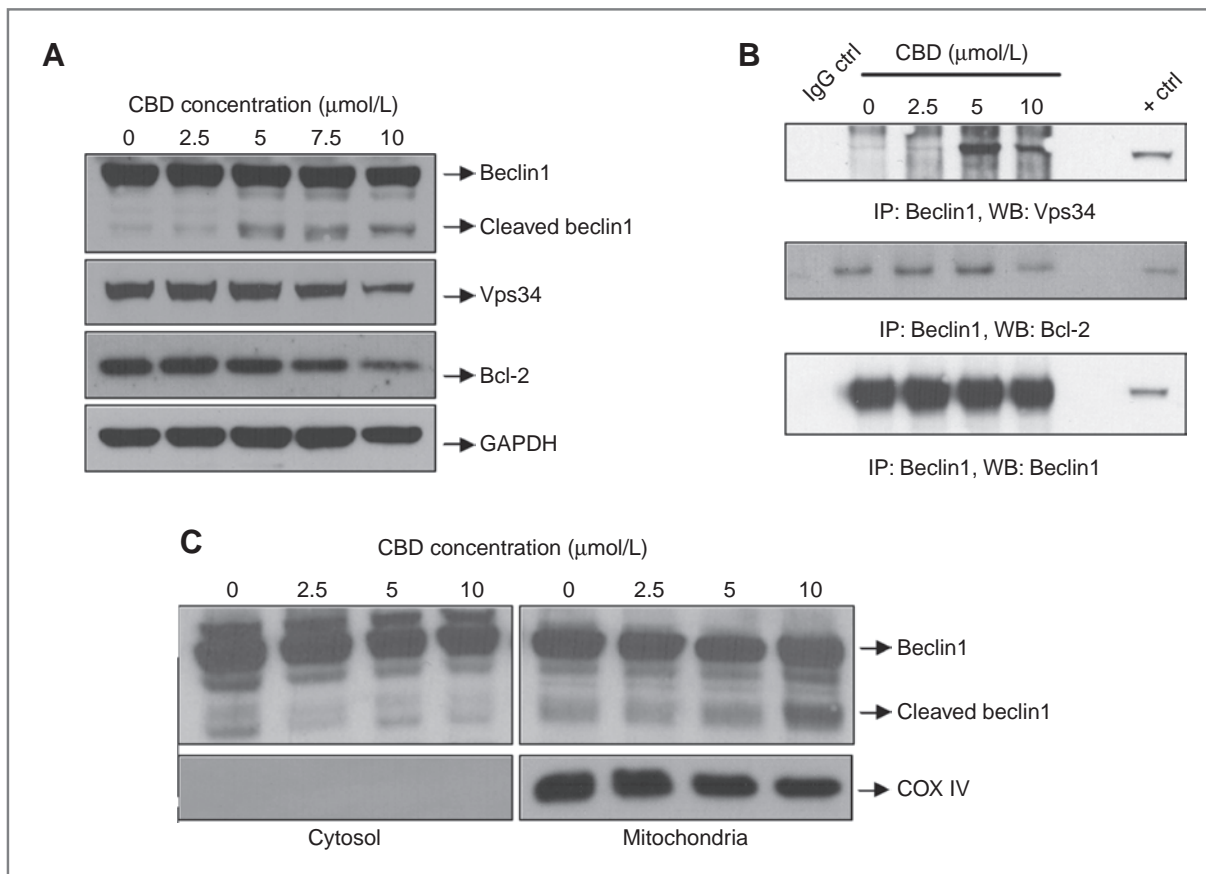 A
CBD concentration (μmol/L)
0 2.5 5 7.5 10
Beclin1
Cleaved beclin1
Vps34
Bcl-2
GAPDH
B
IgG ctrl
CBD (μmol/L)
0 2.5 5 10
+ ctrl
IP: Beclin1, WB: Vps34
IP: Beclin1, WB: Bcl-2
IP: Beclin1, WB: Beclin1
C
CBD concentration (μmol/L)
0 2.5 5 10 0 2.5 5 10
Beclin1
Cleaved beclin1
COX IV
Cytosol Mitochondria